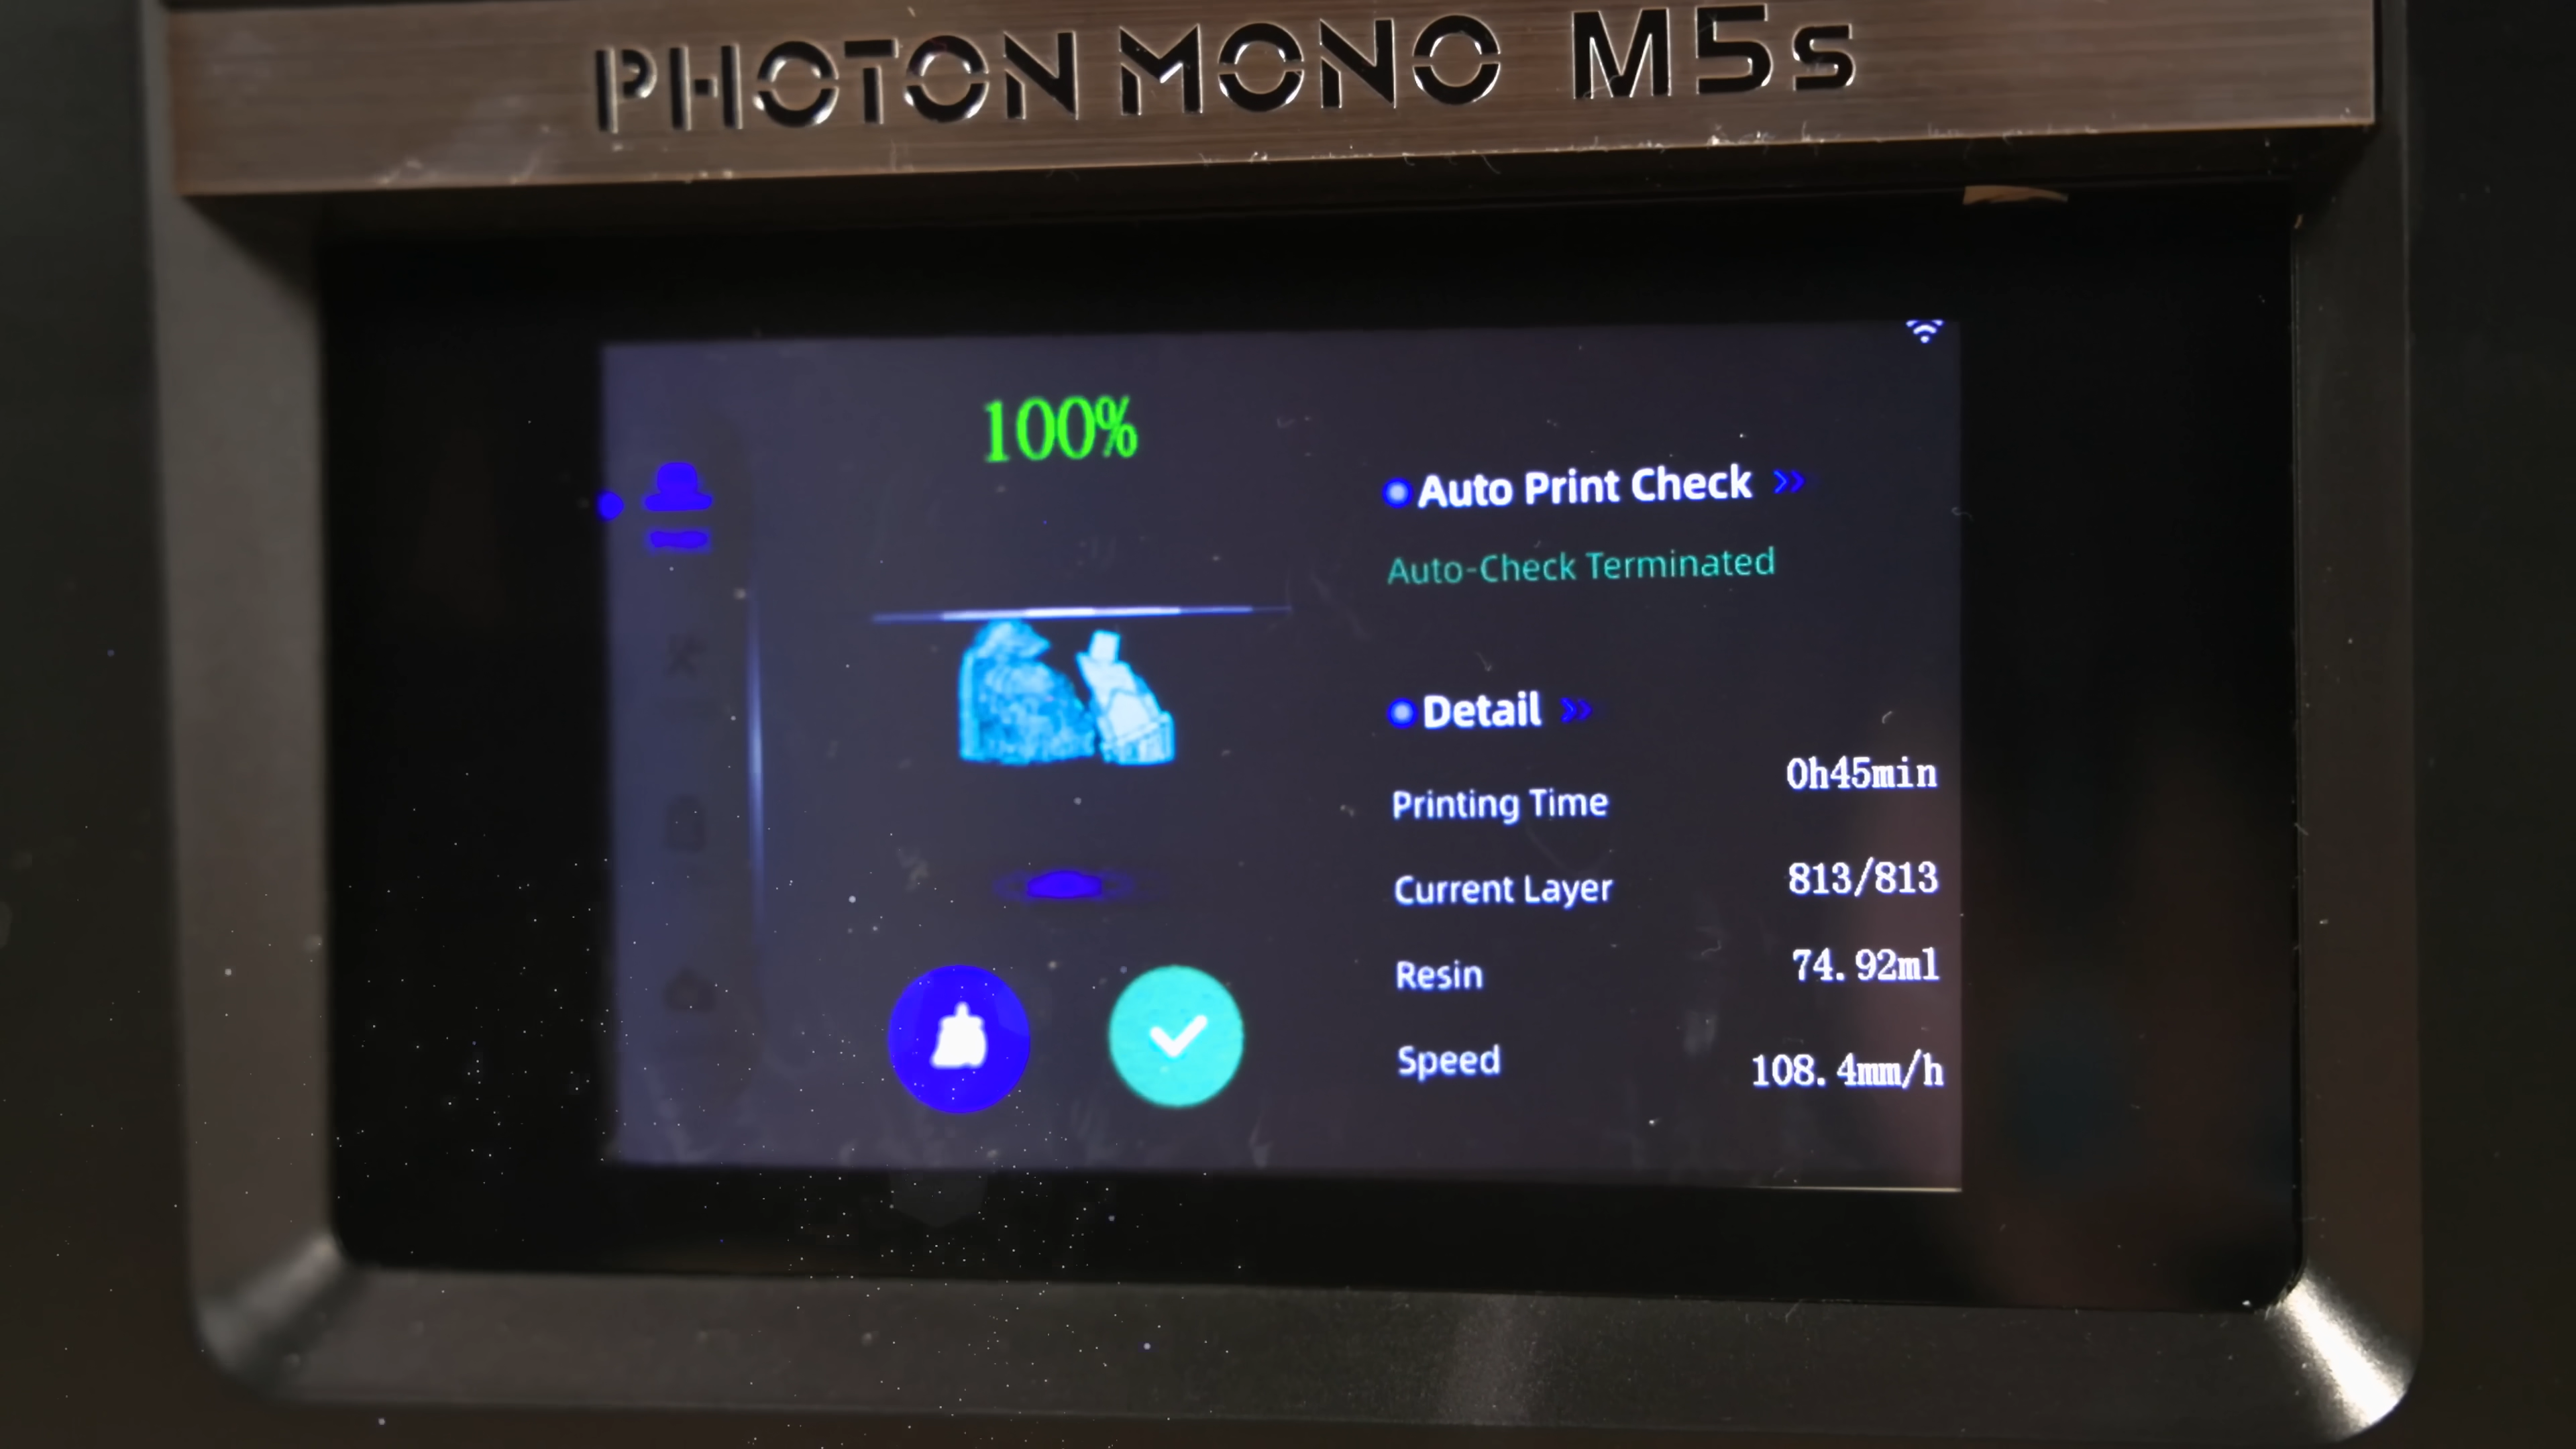 PHOTON MONO M5s
100%
Auto Print Check »
Auto-Check Terminated
Detail »
Printing Time 0h45min
Current Layer 813/813
Resin 74.92ml
Speed 108.4mm/h